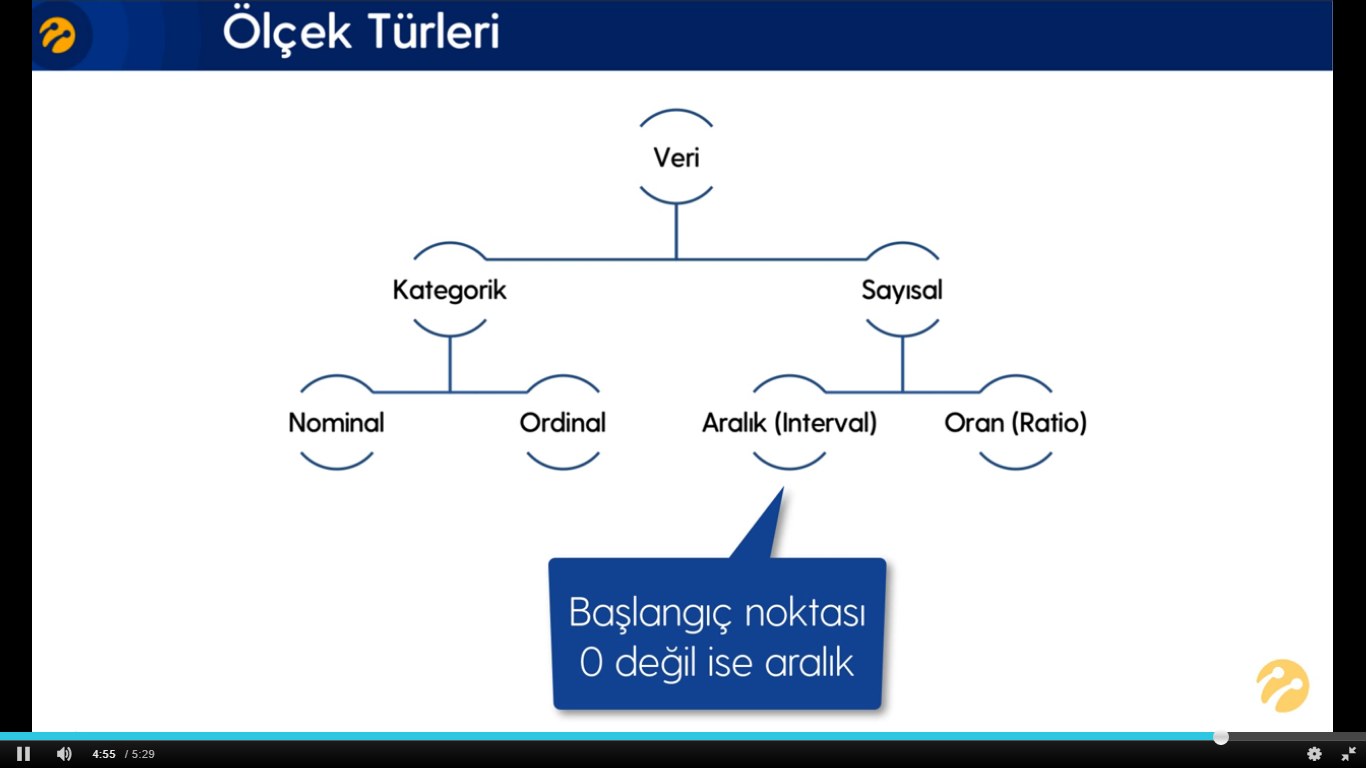 Ölçek Türleri
Veri
Kategorik
Sayısal
Nominal
Ordinal
Aralık (Interval)
Oran (Ratio)
Başlangıç noktası
0 değil ise aralık
4:55 / 5:29